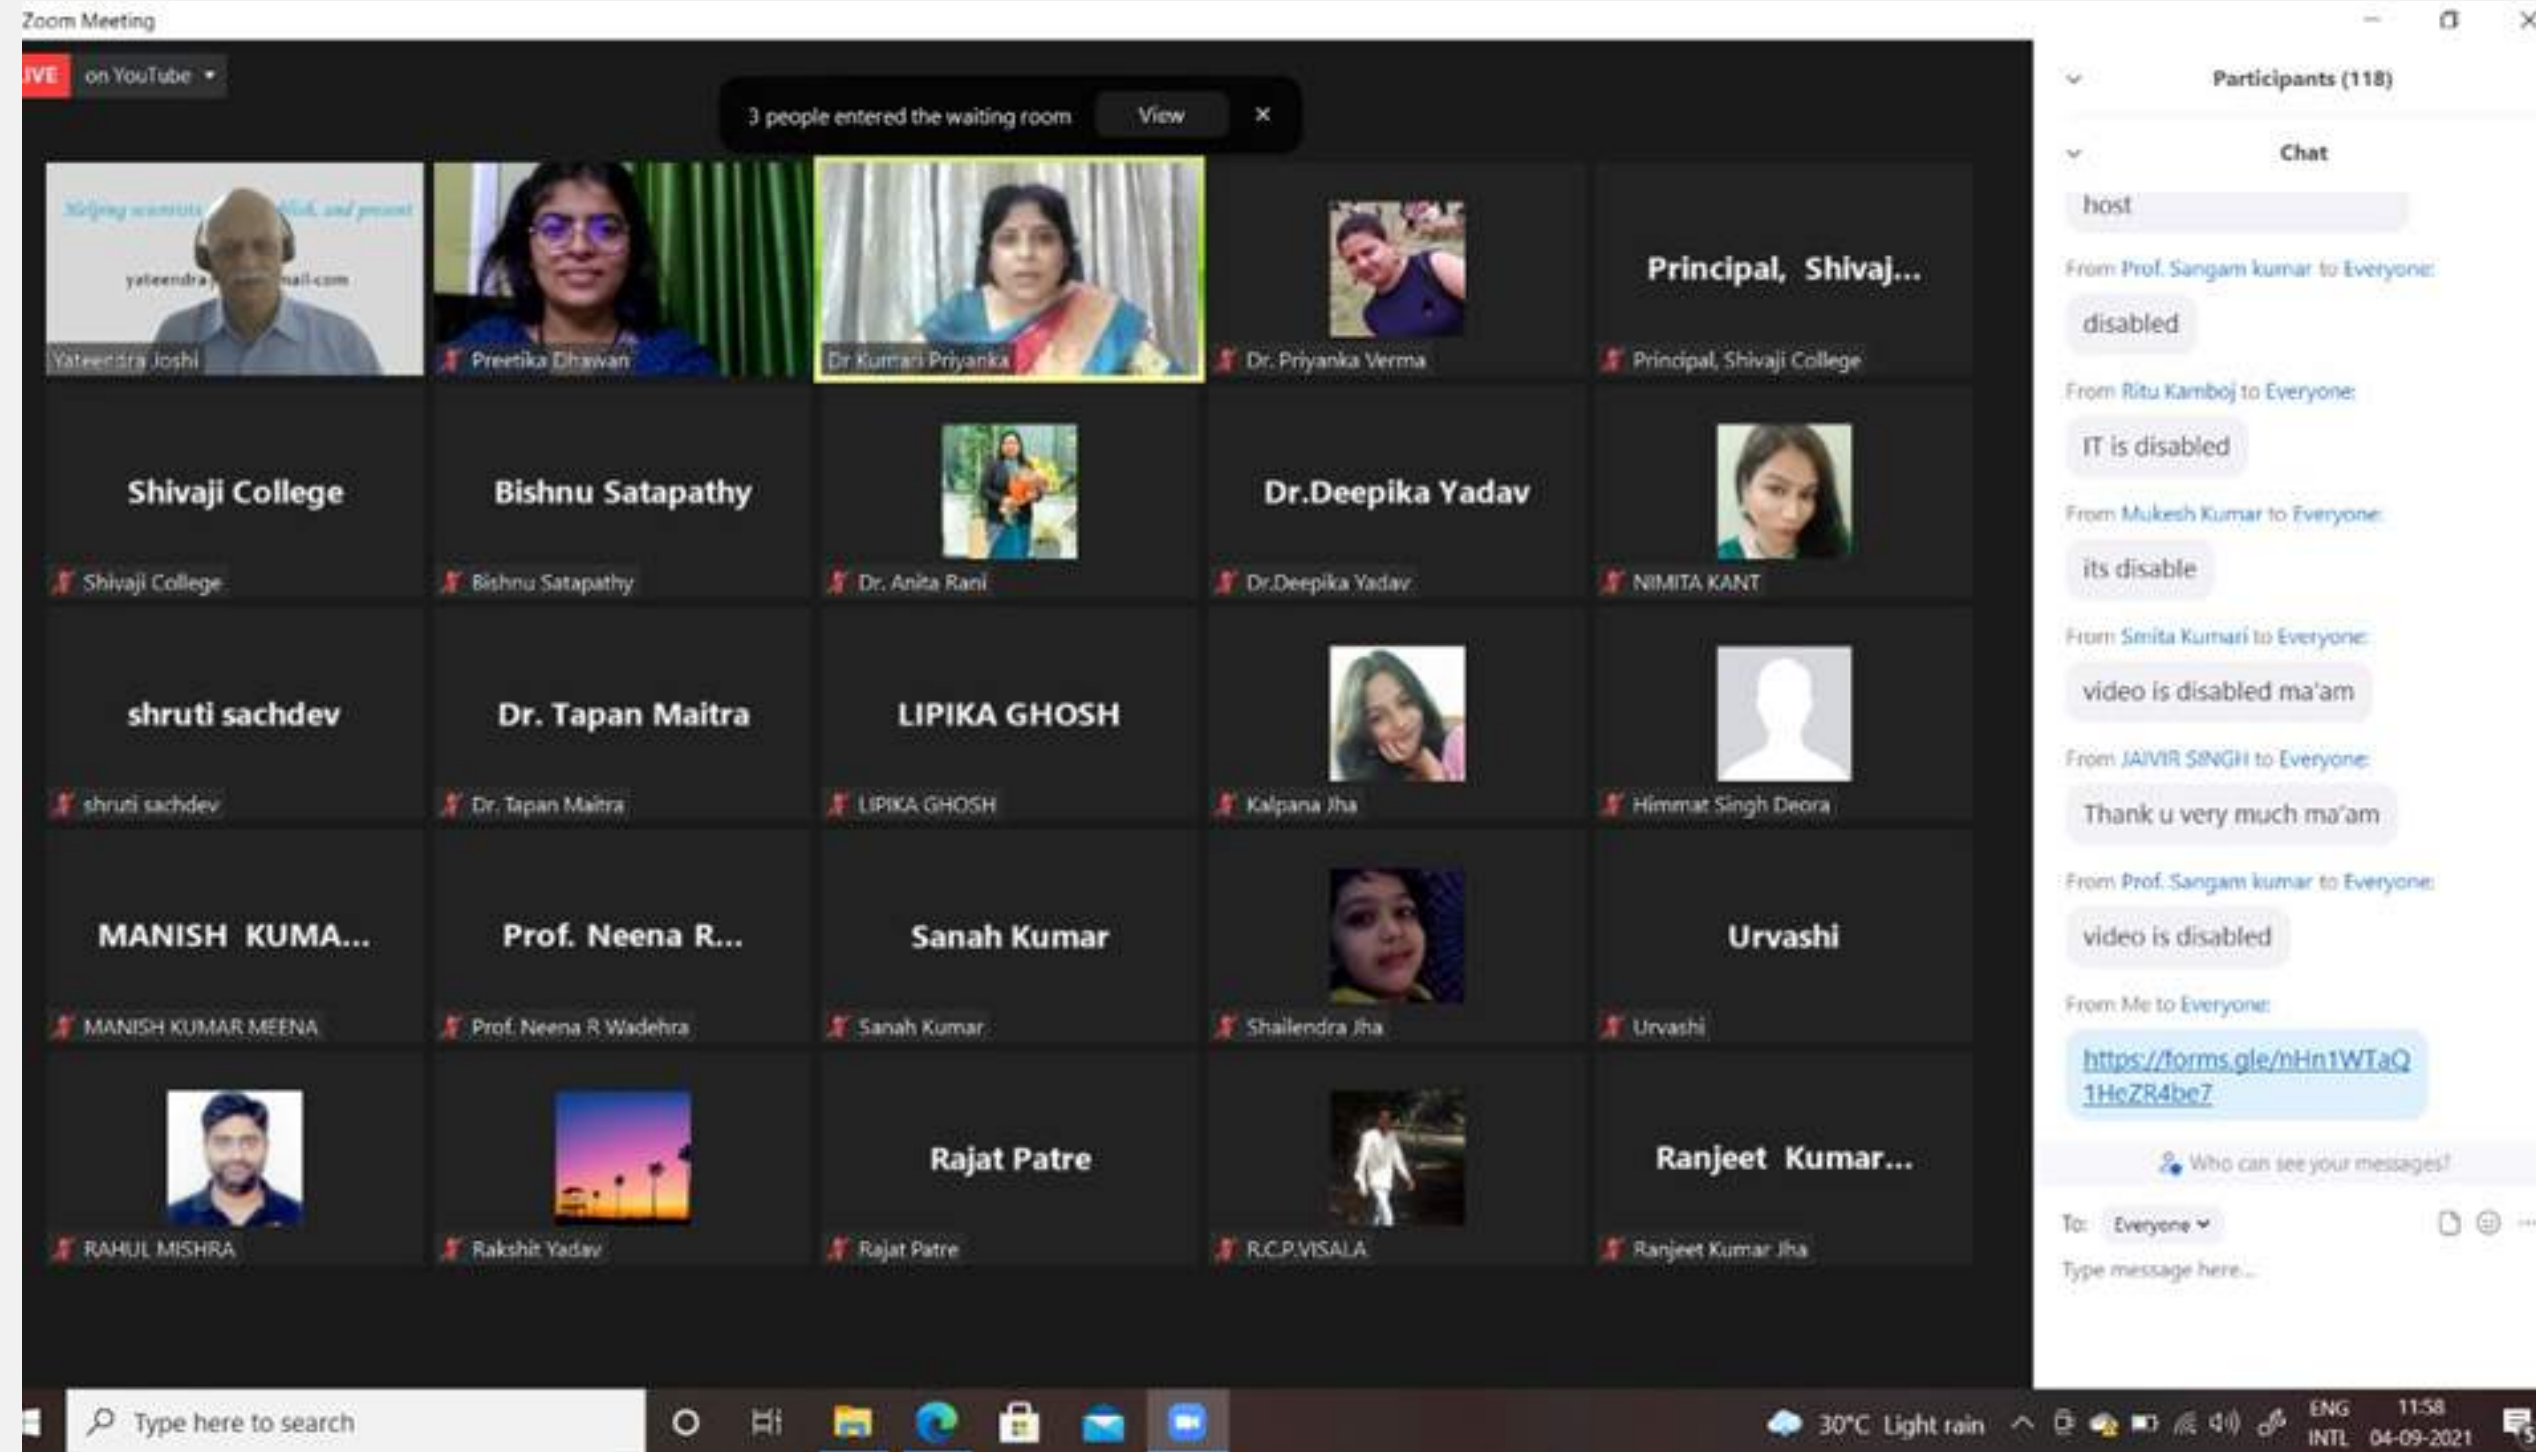 Zoom Meeting
IVE on YouTube
3 people entered the waiting room View
Participants (118)
Chat
Helping scientists and present
yateendra mail.com
Yateendra Joshi
Preetika Dhawan
Dr Kumari Priyanka
Dr. Priyanka Verma
Principal, Shivaj...
Principal, Shivaji College
Shivaji College
Shivaji College
Bishnu Satapathy
Bishnu Satapathy
Dr. Anita Rani
Dr.Deepika Yadav
Dr.Deepika Yadav
NIMITA KANT
shruti sachdev
shruti sachdev
Dr. Tapan Maitra
Dr. Tapan Maitra
LIPIKA GHOSH
LIPIKA GHOSH
Kalpana Jha
Himmat Singh Deora
MANISH KUMA...
MANISH KUMAR MEENA
Prof. Neena R...
Prof. Neena R Wadehra
Sanah Kumar
Sanah Kumar
Shailendra Jha
Urvashi
Urvashi
RAHUL MISHRA
Rakshit Yadav
Rajat Patre
Rajat Patre
R.C.P.VISALA
Ranjeet Kumar...
Ranjeet Kumar Jha
host
From Prof. Sangam kumar to Everyone:
disabled
From Ritu Kamboj to Everyone:
IT is disabled
From Mukesh Kumar to Everyone:
its disable
From Smita Kumari to Everyone:
video is disabled ma'am
From JAIVIR SINGH to Everyone:
Thank u very much ma'am
From Prof. Sangam kumar to Everyone:
video is disabled
From Me to Everyone:
https://forms.gle/nHn1WTaQ
1HeZR4be7
Who can see your messages?
To: Everyone
Type message here...
Type here to search
30°C Light rain
ENG
INTL
11:58
04-09-2021
5